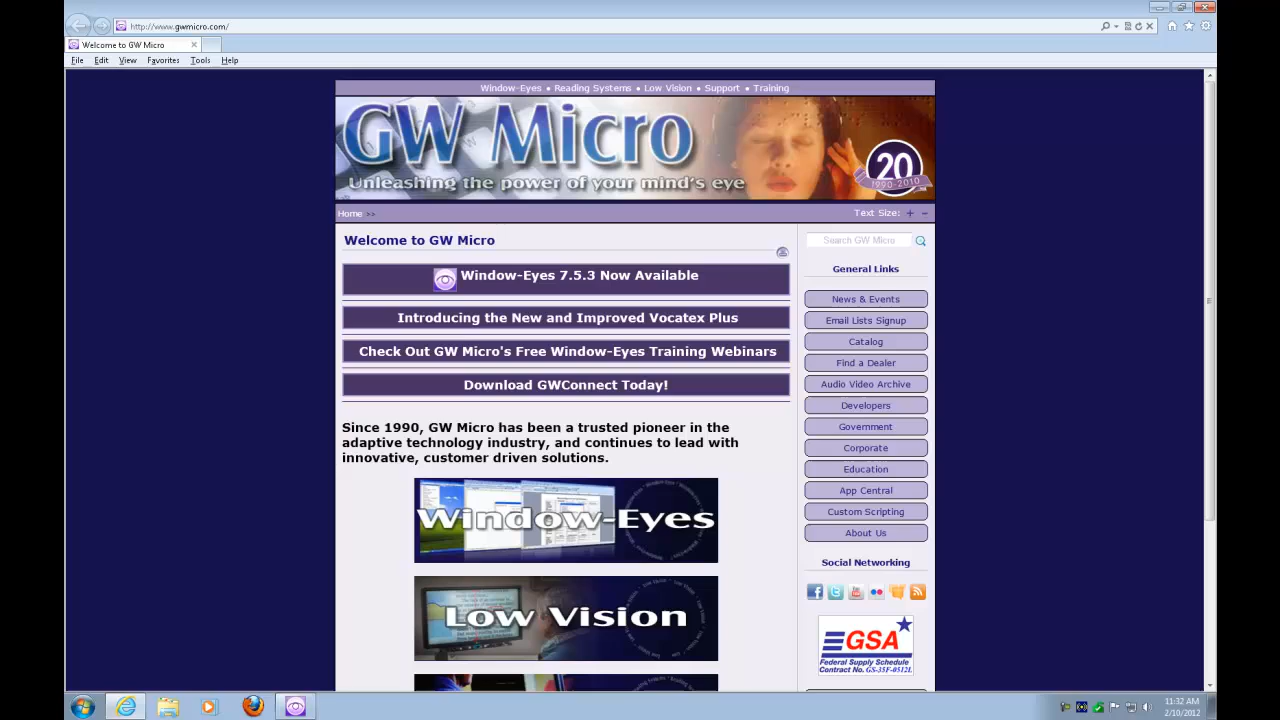 http://www.gwmicro.com/
Welcome to GW Micro
File Edit View Favorites Tools Help
Window-Eyes • Reading Systems • Low Vision • Support • Training
GW Micro
Unleashing the power of your mind's eye
20
1990-2010
Home >>
Text Size: + -
Welcome to GW Micro
Search GW Micro
Window-Eyes 7.5.3 Now Available
Introducing the New and Improved Vocatex Plus
Check Out GW Micro's Free Window-Eyes Training Webinars
Download GWConnect Today!
Since 1990, GW Micro has been a trusted pioneer in the
adaptive technology industry, and continues to lead with
innovative, customer driven solutions.
Window-Eyes
Low Vision
General Links
News & Events
Email Lists Signup
Catalog
Find a Dealer
Audio Video Archive
Developers
Government
Corporate
Education
App Central
Custom Scripting
About Us
Social Networking
GSA
Federal Supply Schedule
Contract No. GS-35F-0512L
11:32 AM
2/10/2012